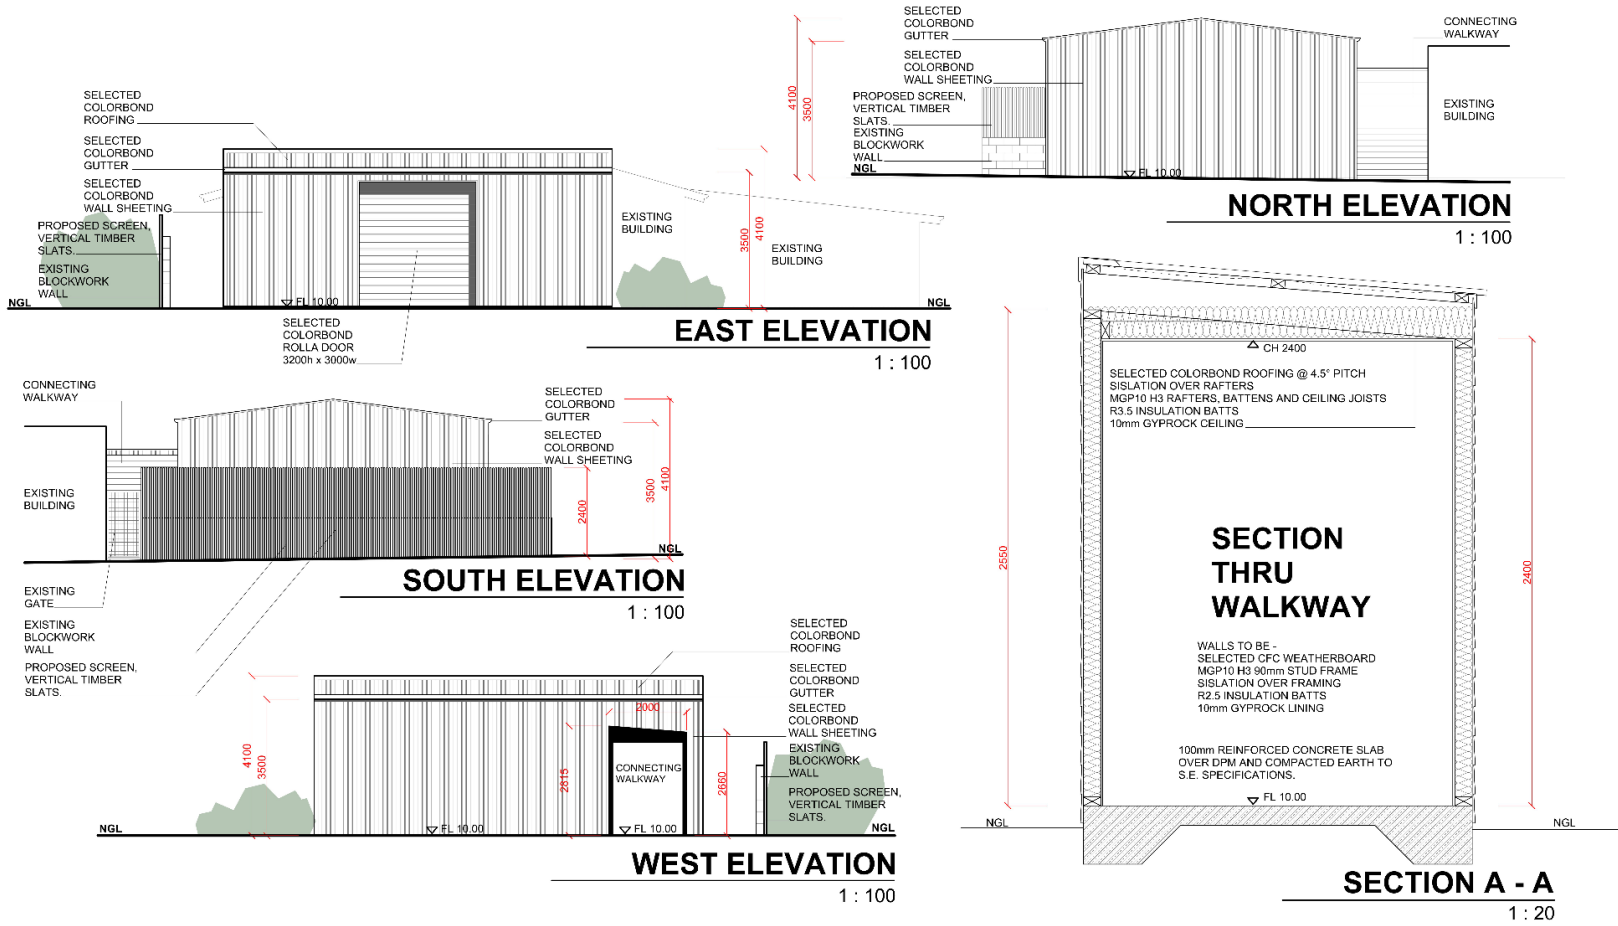 SELECTED
COLORBOND
ROOFING
SELECTED
COLORBOND
GUTTER
SELECTED
COLORBOND
WALL SHEETING
PROPOSED SCREEN,
VERTICAL TIMBER
SLATS.
EXISTING
BLOCKWORK
WALL
NGL
FL 10.00
SELECTED
COLORBOND
ROLLA DOOR
3200h x 3000w
EXISTING
BUILDING
3500
4100
EXISTING
BUILDING
NGL
EAST ELEVATION
1 : 100
4100
3500
SELECTED
COLORBOND
GUTTER
SELECTED
COLORBOND
WALL SHEETING
PROPOSED SCREEN,
VERTICAL TIMBER
SLATS.
EXISTING
BLOCKWORK
WALL
NGL
FL 10.00
CONNECTING
WALKWAY
EXISTING
BUILDING
NORTH ELEVATION
1 : 100
CONNECTING
WALKWAY
EXISTING
BUILDING
EXISTING
GATE
EXISTING
BLOCKWORK
WALL
PROPOSED SCREEN,
VERTICAL TIMBER
SLATS.
SELECTED
COLORBOND
GUTTER
SELECTED
COLORBOND
WALL SHEETING
2400
3500
4100
NGL
SOUTH ELEVATION
1 : 100
4100
3500
NGL
FL 10.00
2815
2000
CONNECTING
WALKWAY
FL 10.00
2660
SELECTED
COLORBOND
ROOFING
SELECTED
COLORBOND
GUTTER
SELECTED
COLORBOND
WALL SHEETING
EXISTING
BLOCKWORK
WALL
PROPOSED SCREEN,
VERTICAL TIMBER
SLATS.
NGL
WEST ELEVATION
1 : 100
CH 2400
SELECTED COLORBOND ROOFING @ 4.5° PITCH
SISLATION OVER RAFTERS
MGP10 H3 RAFTERS, BATTENS AND CEILING JOISTS
R3.5 INSULATION BATTS
10mm GYPROCK CEILING
2550
2400
SECTION
THRU
WALKWAY
WALLS TO BE -
SELECTED CFC WEATHERBOARD
MGP10 H3 90mm STUD FRAME
SISLATION OVER FRAMING
R2.5 INSULATION BATTS
10mm GYPROCK LINING
100mm REINFORCED CONCRETE SLAB
OVER DPM AND COMPACTED EARTH TO
S.E. SPECIFICATIONS.
FL 10.00
NGL
NGL
SECTION A - A
1 : 20